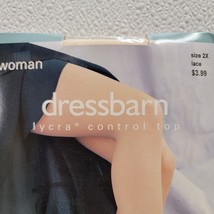 woman
size 2X
lace
$3.99
dressbarn
lycra® control top